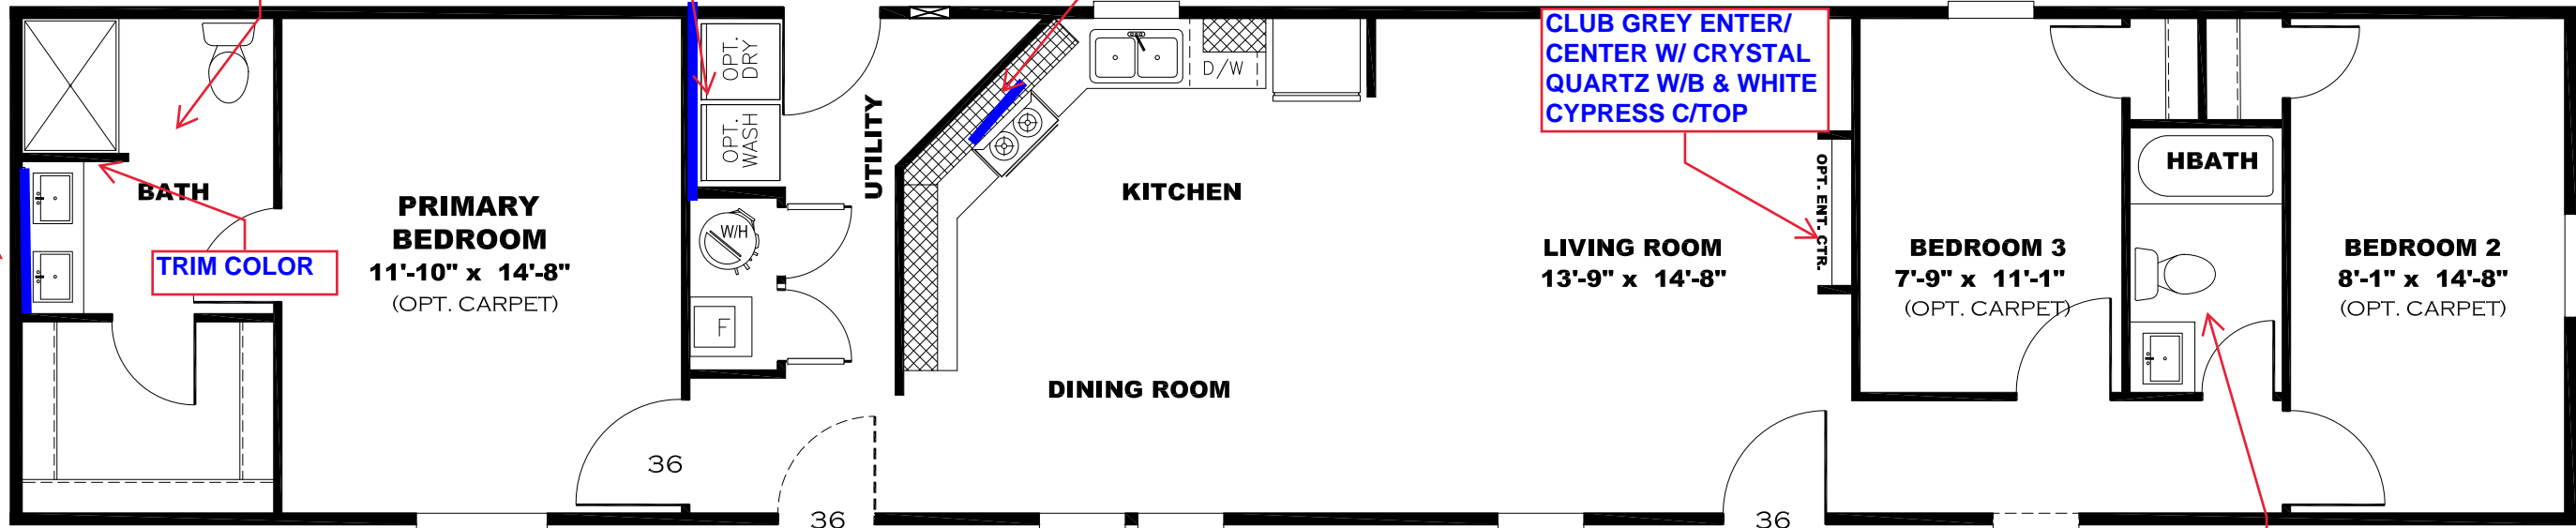 OPT.
DRY
OPT.
WASH
UTILITY
D/W
CLUB GREY ENTER/
CENTER W/ CRYSTAL
QUARTZ W/B & WHITE
CYPRESS C/TOP
BATH
TRIM COLOR
PRIMARY
BEDROOM
11'-10" x 14'-8"
(OPT. CARPET)
W/H
F
KITCHEN
DINING ROOM
LIVING ROOM
13'-9" x 14'-8"
OPT. ENT. CTR.
BEDROOM 3
7'-9" x 11'-1"
(OPT. CARPET)
HBATH
BEDROOM 2
8'-1" x 14'-8"
(OPT. CARPET)
36
36
36